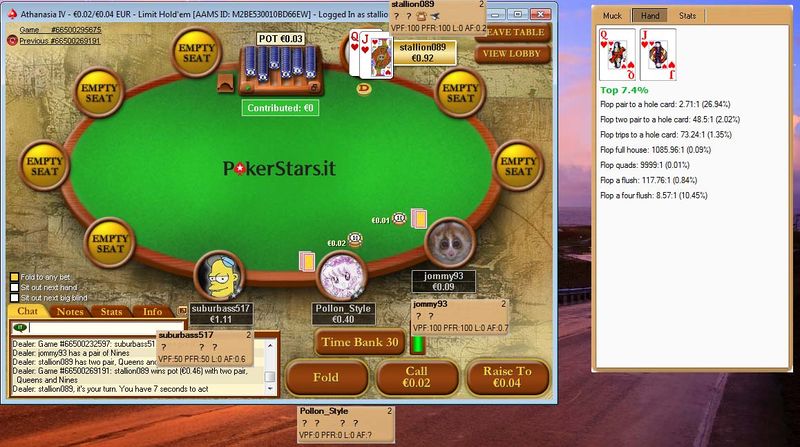 Athanasia IV - €0.02/€0.04 EUR - Limit Hold'em [AAMS ID: M2BE530010BD66EW] - Logged In as stallion
Game #66500295675
Previous #66500269191
stallion089 2
? ?
VPF:100 PFR:100 L:0 AF:0.2
LEAVE TABLE
VIEW LOBBY
POT €0.03
Q J
stallion089
€0.92
D
Contributed: €0
EMPTY SEAT
EMPTY SEAT
EMPTY SEAT
EMPTY SEAT
EMPTY SEAT
EMPTY SEAT
PokerStars.it
€0.01
€0.02
jommy93
€0.09
Pollon_Style
€0.40
suburbass517
€1.11
Fold to any bet
Sit out next hand
Sit out next big blind
Chat Notes Stats Info
jommy93 2
? ?
VPF:100 PFR:100 L:0 AF:0.7
suburbass517 2
? ? ? ?
VPF:50 PFR:50 L:0 AF:0.6
Dealer: Game #66500232597: suburbass51
Dealer: jommy93 has a pair of Nines
Dealer: stallion089 has two pair, Queens and
Dealer: Game #66500269191: stallion089 wins pot (€0.46) with two pair,
Queens and Nines
Dealer: stallion089, it's your turn. You have 7 seconds to act
Time Bank 30
Fold
Call
€0.02
Raise To
€0.04
Pollon_Style 2
? ? ? ?
VPF:0 PFR:0 L:0 AF:?
Muck Hand Stats
Q J
Q J
Top 7.4%
Flop pair to a hole card: 2.71:1 (26.94%)
Flop two pair to a hole card: 48.5:1 (2.02%)
Flop trips to a hole card: 73.24:1 (1.35%)
Flop full house: 1085.96:1 (0.09%)
Flop quads: 9999:1 (0.01%)
Flop a flush: 117.76:1 (0.84%)
Flop a four flush: 8.57:1 (10.45%)